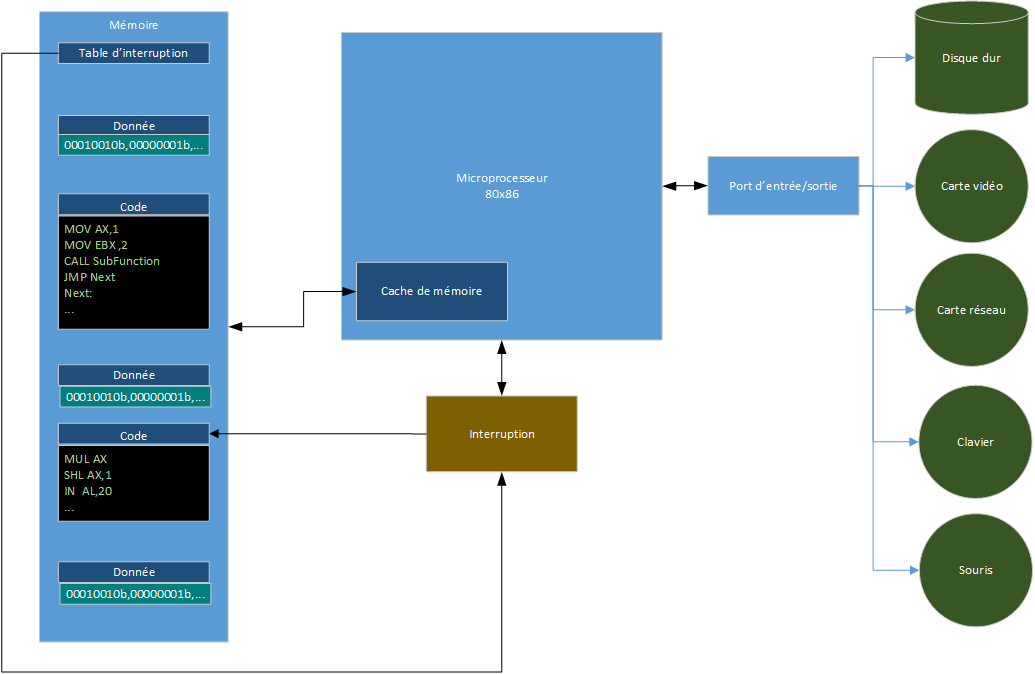 Mémoire
Table d'interruption
Donnée
00010010b,00000001b,...
Code
MOV AX,1
MOV EBX ,2
CALL SubFunction
JMP Next
Next:
...
Donnée
00010010b,00000001b,...
Code
MUL AX
SHL AX,1
IN  AL,20
...
Donnée
00010010b,00000001b,...
Microprocesseur
80x86
Cache de mémoire
Interruption
Port d'entrée/sortie
Disque dur
Carte vidéo
Carte réseau
Clavier
Souris